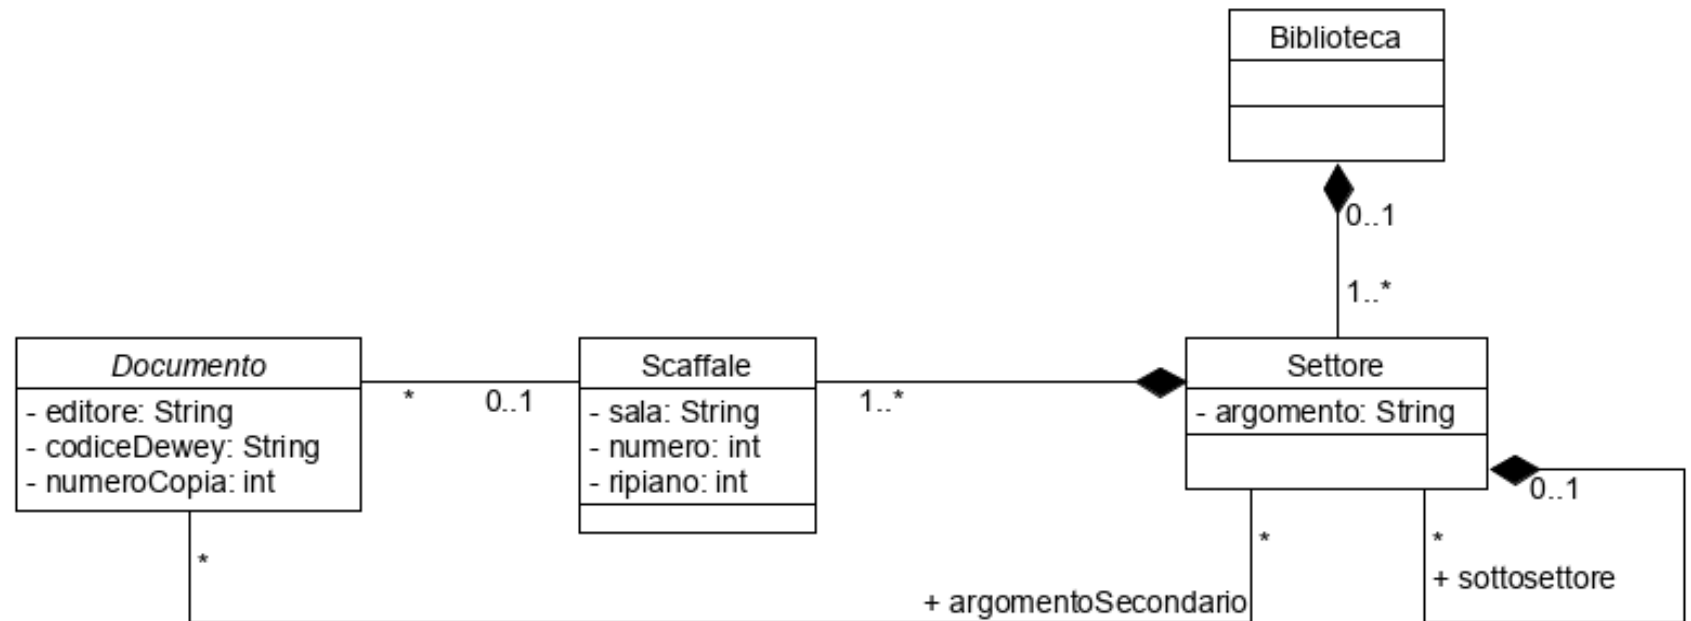 Biblioteca
0..1
1..*
Documento
- editore: String
- codiceDewey: String
- numeroCopia: int
*
0..1
Scaffale
- sala: String
- numero: int
- ripiano: int
1..*
Settore
- argomento: String
0..1
*
*
*
+ sottosettore
+ argomentoSecondario